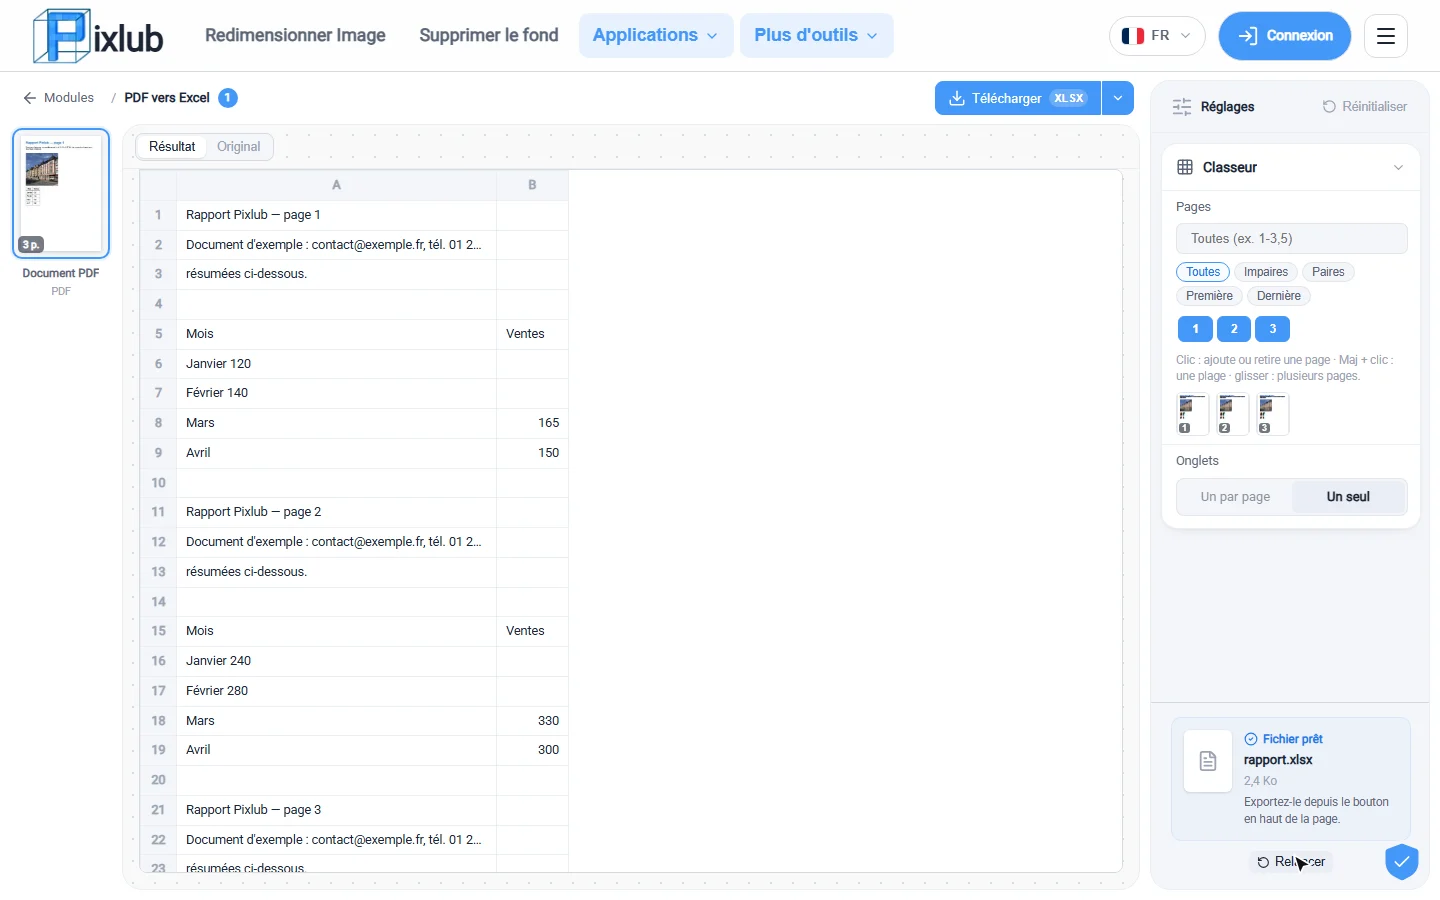 Pixlub
Redimensionner Image
Supprimer le fond
Applications
Plus d'outils
FR
Connexion
Modules / PDF vers Excel 1
Télécharger XLSX
Réglages
Réinitialiser
3 p.
Document PDF
PDF
Résultat
Original
A B
1 Rapport Pixlub — page 1
2 Document d'exemple : contact@exemple.fr, tél. 01 2...
3 résumées ci-dessous.
4
5 Mois Ventes
6 Janvier 120
7 Février 140
8 Mars 165
9 Avril 150
10
11 Rapport Pixlub — page 2
12 Document d'exemple : contact@exemple.fr, tél. 01 2...
13 résumées ci-dessous.
14
15 Mois Ventes
16 Janvier 240
17 Février 280
18 Mars 330
19 Avril 300
20
21 Rapport Pixlub — page 3
22 Document d'exemple : contact@exemple.fr, tél. 01 2...
23 résumées ci-dessous.
Classeur
Pages
Toutes (ex. 1-3,5)
Toutes Impaires Paires
Première Dernière
1 2 3
Clic : ajoute ou retire une page · Maj + clic :
une plage · glisser : plusieurs pages.
1 2 3
Onglets
Un par page
Un seul
Fichier prêt
rapport.xlsx
2,4 Ko
Exportez-le depuis le bouton
en haut de la page.